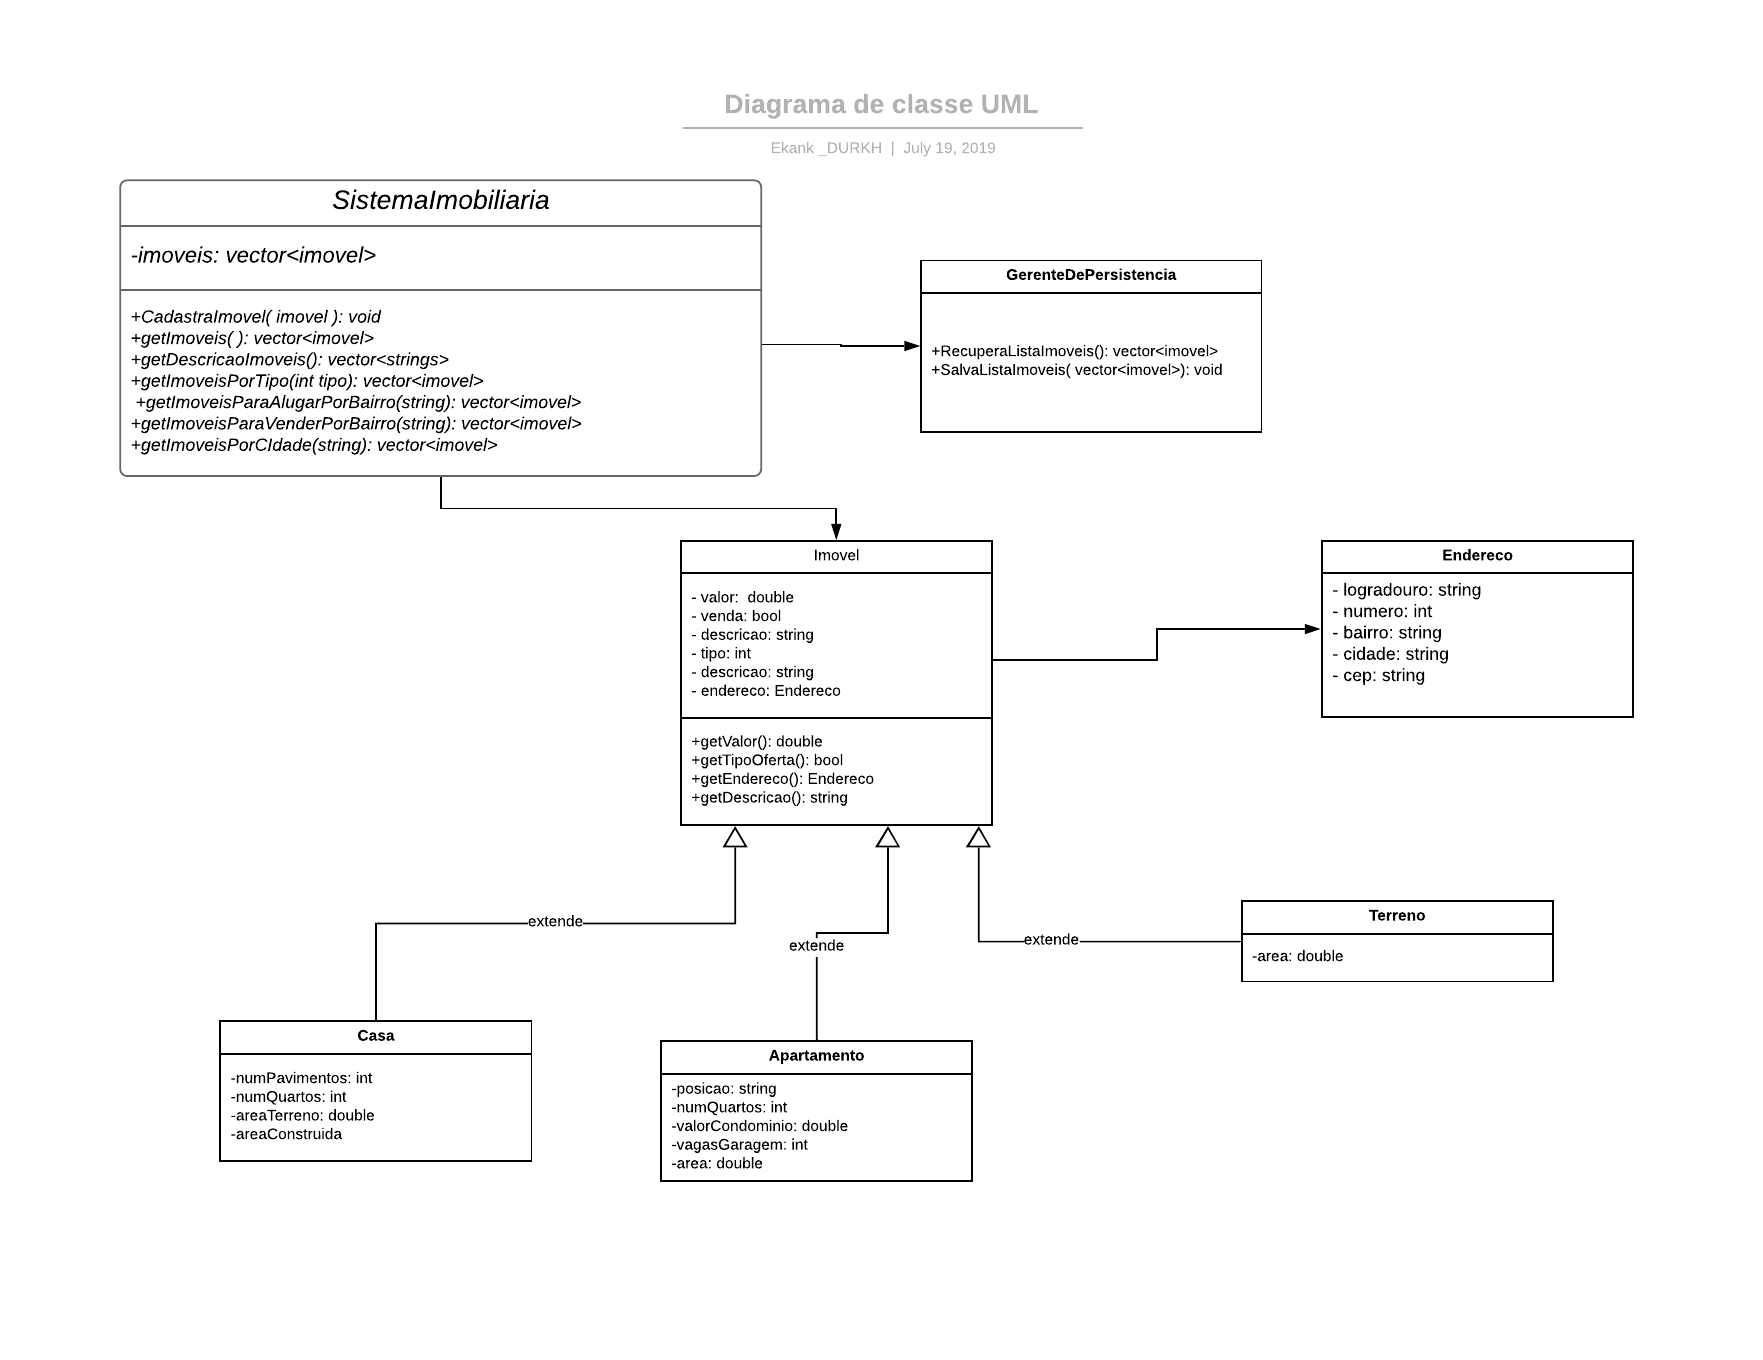 Diagrama de classe UML
Ekank _DURKH | July 19, 2019
SistemaImobiliaria
-imoveis: vector<imovel>
+CadastraImovel( imovel ): void
+getImoveis( ): vector<imovel>
+getDescricaoImoveis(): vector<strings>
+getImoveisPorTipo(int tipo): vector<imovel>
+getImoveisParaAlugarPorBairro(string): vector<imovel>
+getImoveisParaVenderPorBairro(string): vector<imovel>
+getImoveisPorCIdade(string): vector<imovel>
GerenteDePersistencia
+RecuperaListaImoveis(): vector<imovel>
+SalvaListaImoveis( vector<imovel>): void
Imovel
- valor:  double
- venda: bool
- descricao: string
- tipo: int
- descricao: string
- endereco: Endereco
+getValor(): double
+getTipoOferta(): bool
+getEndereco(): Endereco
+getDescricao(): string
Endereco
- logradouro: string
- numero: int
- bairro: string
- cidade: string
- cep: string
extende
extende
extende
Terreno
-area: double
Casa
-numPavimentos: int
-numQuartos: int
-areaTerreno: double
-areaConstruida
Apartamento
-posicao: string
-numQuartos: int
-valorCondominio: double
-vagasGaragem: int
-area: double